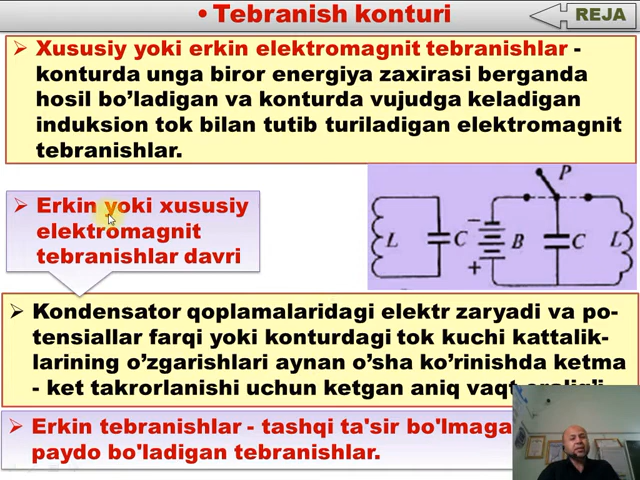 • Tebranish konturi
REJA
Xususiy yoki erkin elektromagnit tebranishlar -
konturda unga biror energiya zaxirasi berganda
hosil bo’ladigan va konturda vujudga keladigan
induksion tok bilan tutib turiladigan elektromagnit
tebranishlar.
Erkin yoki xususiy
elektromagnit
tebranishlar davri
P
L C B C L
Kondensator qoplamalaridagi elektr zaryadi va po-
tensiallar farqi yoki konturdagi tok kuchi kattalik-
larining o’zgarishlari aynan o’sha ko’rinishda ketma
- ket takrorlanishi uchun ketgan aniq vaqt
Erkin tebranishlar - tashqi ta'sir bo'lmaga
paydo bo'ladigan tebranishlar.